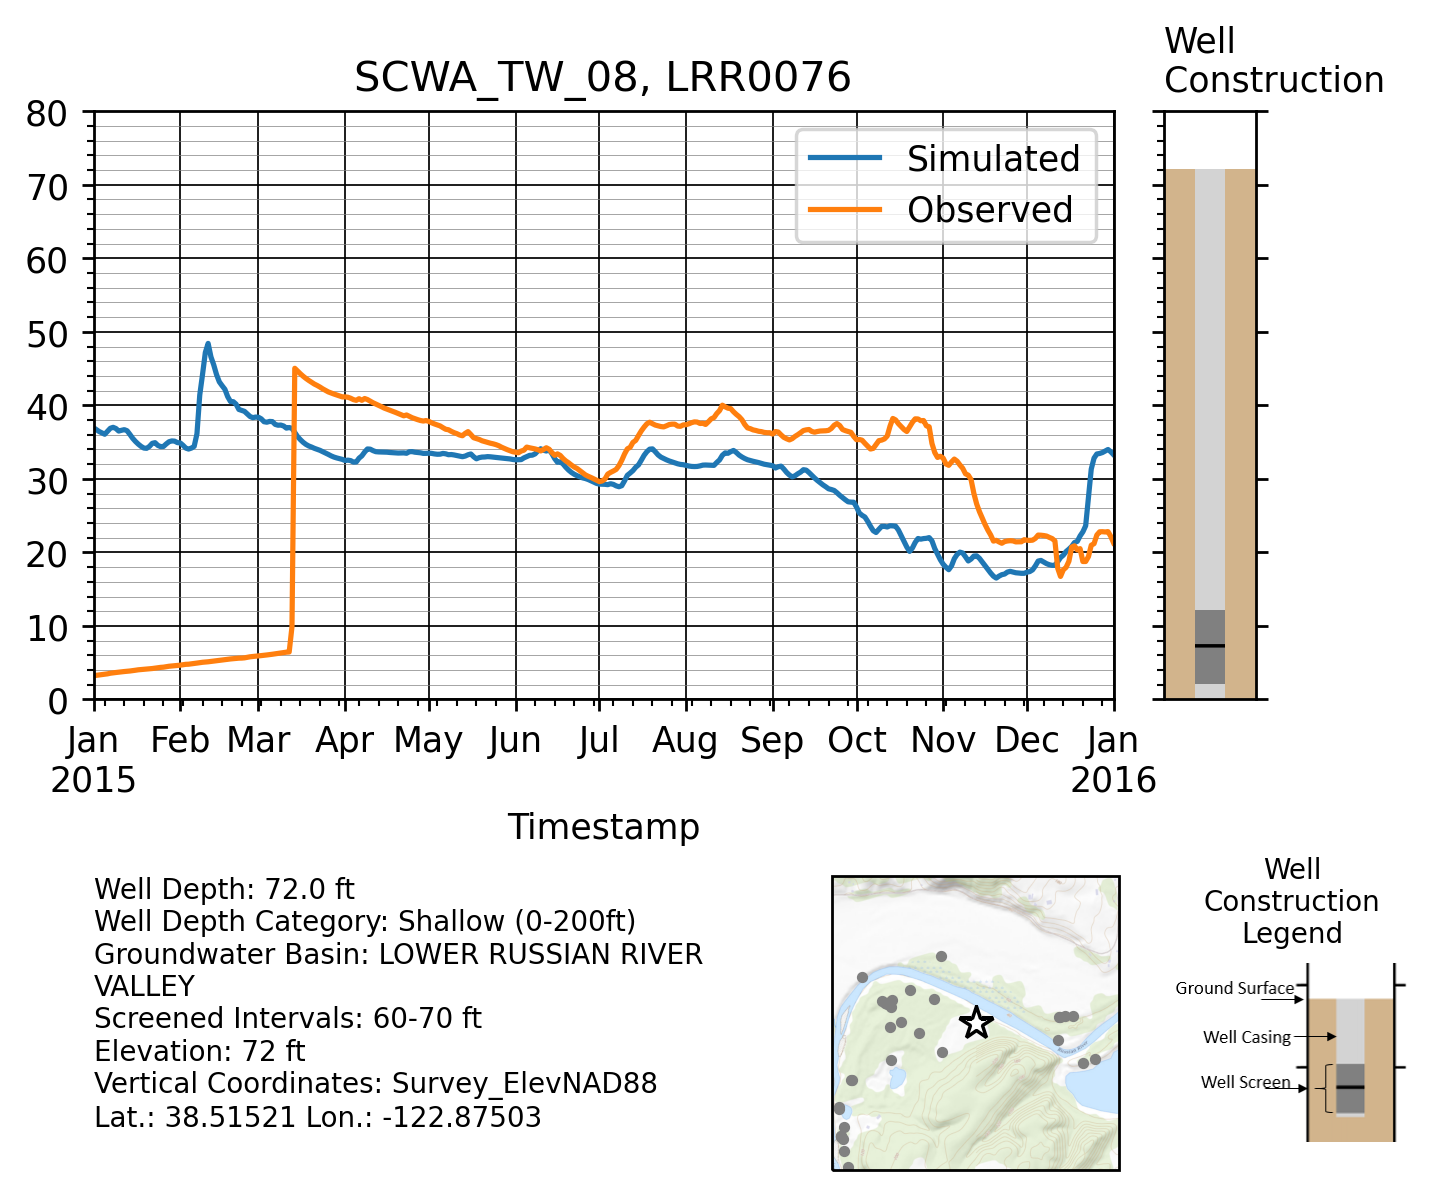 Well
Construction
SCWA_TW_08, LRR0076
80
70
60
50
40
30
20
10
0
Simulated
Observed
Jan Feb Mar Apr May Jun Jul Aug Sep Oct Nov Dec Jan
2015 2016
Timestamp
Well Depth: 72.0 ft
Well Depth Category: Shallow (0-200ft)
Groundwater Basin: LOWER RUSSIAN RIVER
VALLEY
Screened Intervals: 60-70 ft
Elevation: 72 ft
Vertical Coordinates: Survey_ElevNAD88
Lat.: 38.51521 Lon.: -122.87503
Russian River
Well
Construction
Legend
Ground Surface
Well Casing
Well Screen